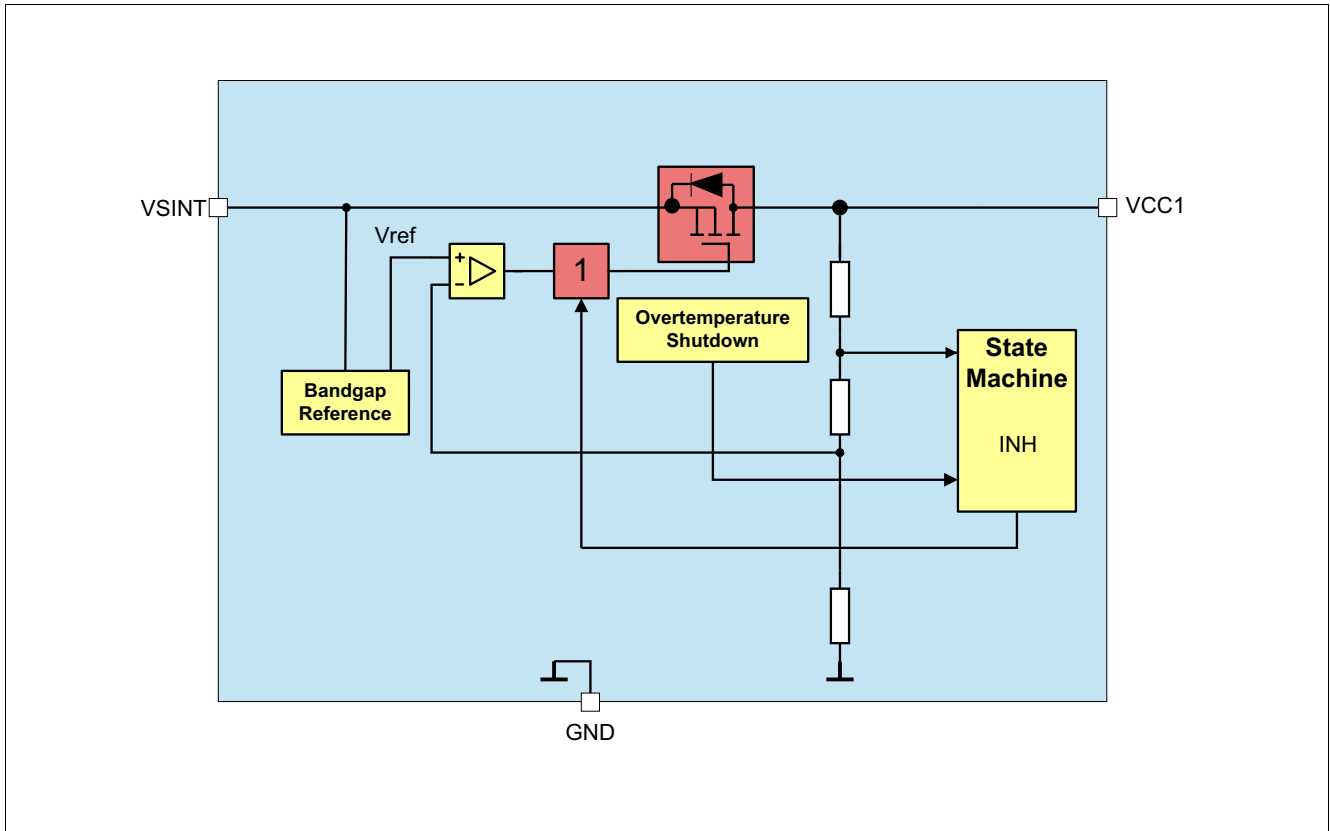 VSINT
VCC1
Vref
+
-
1
Overtemperature
Shutdown
State
Machine
INH
Bandgap
Reference
GND